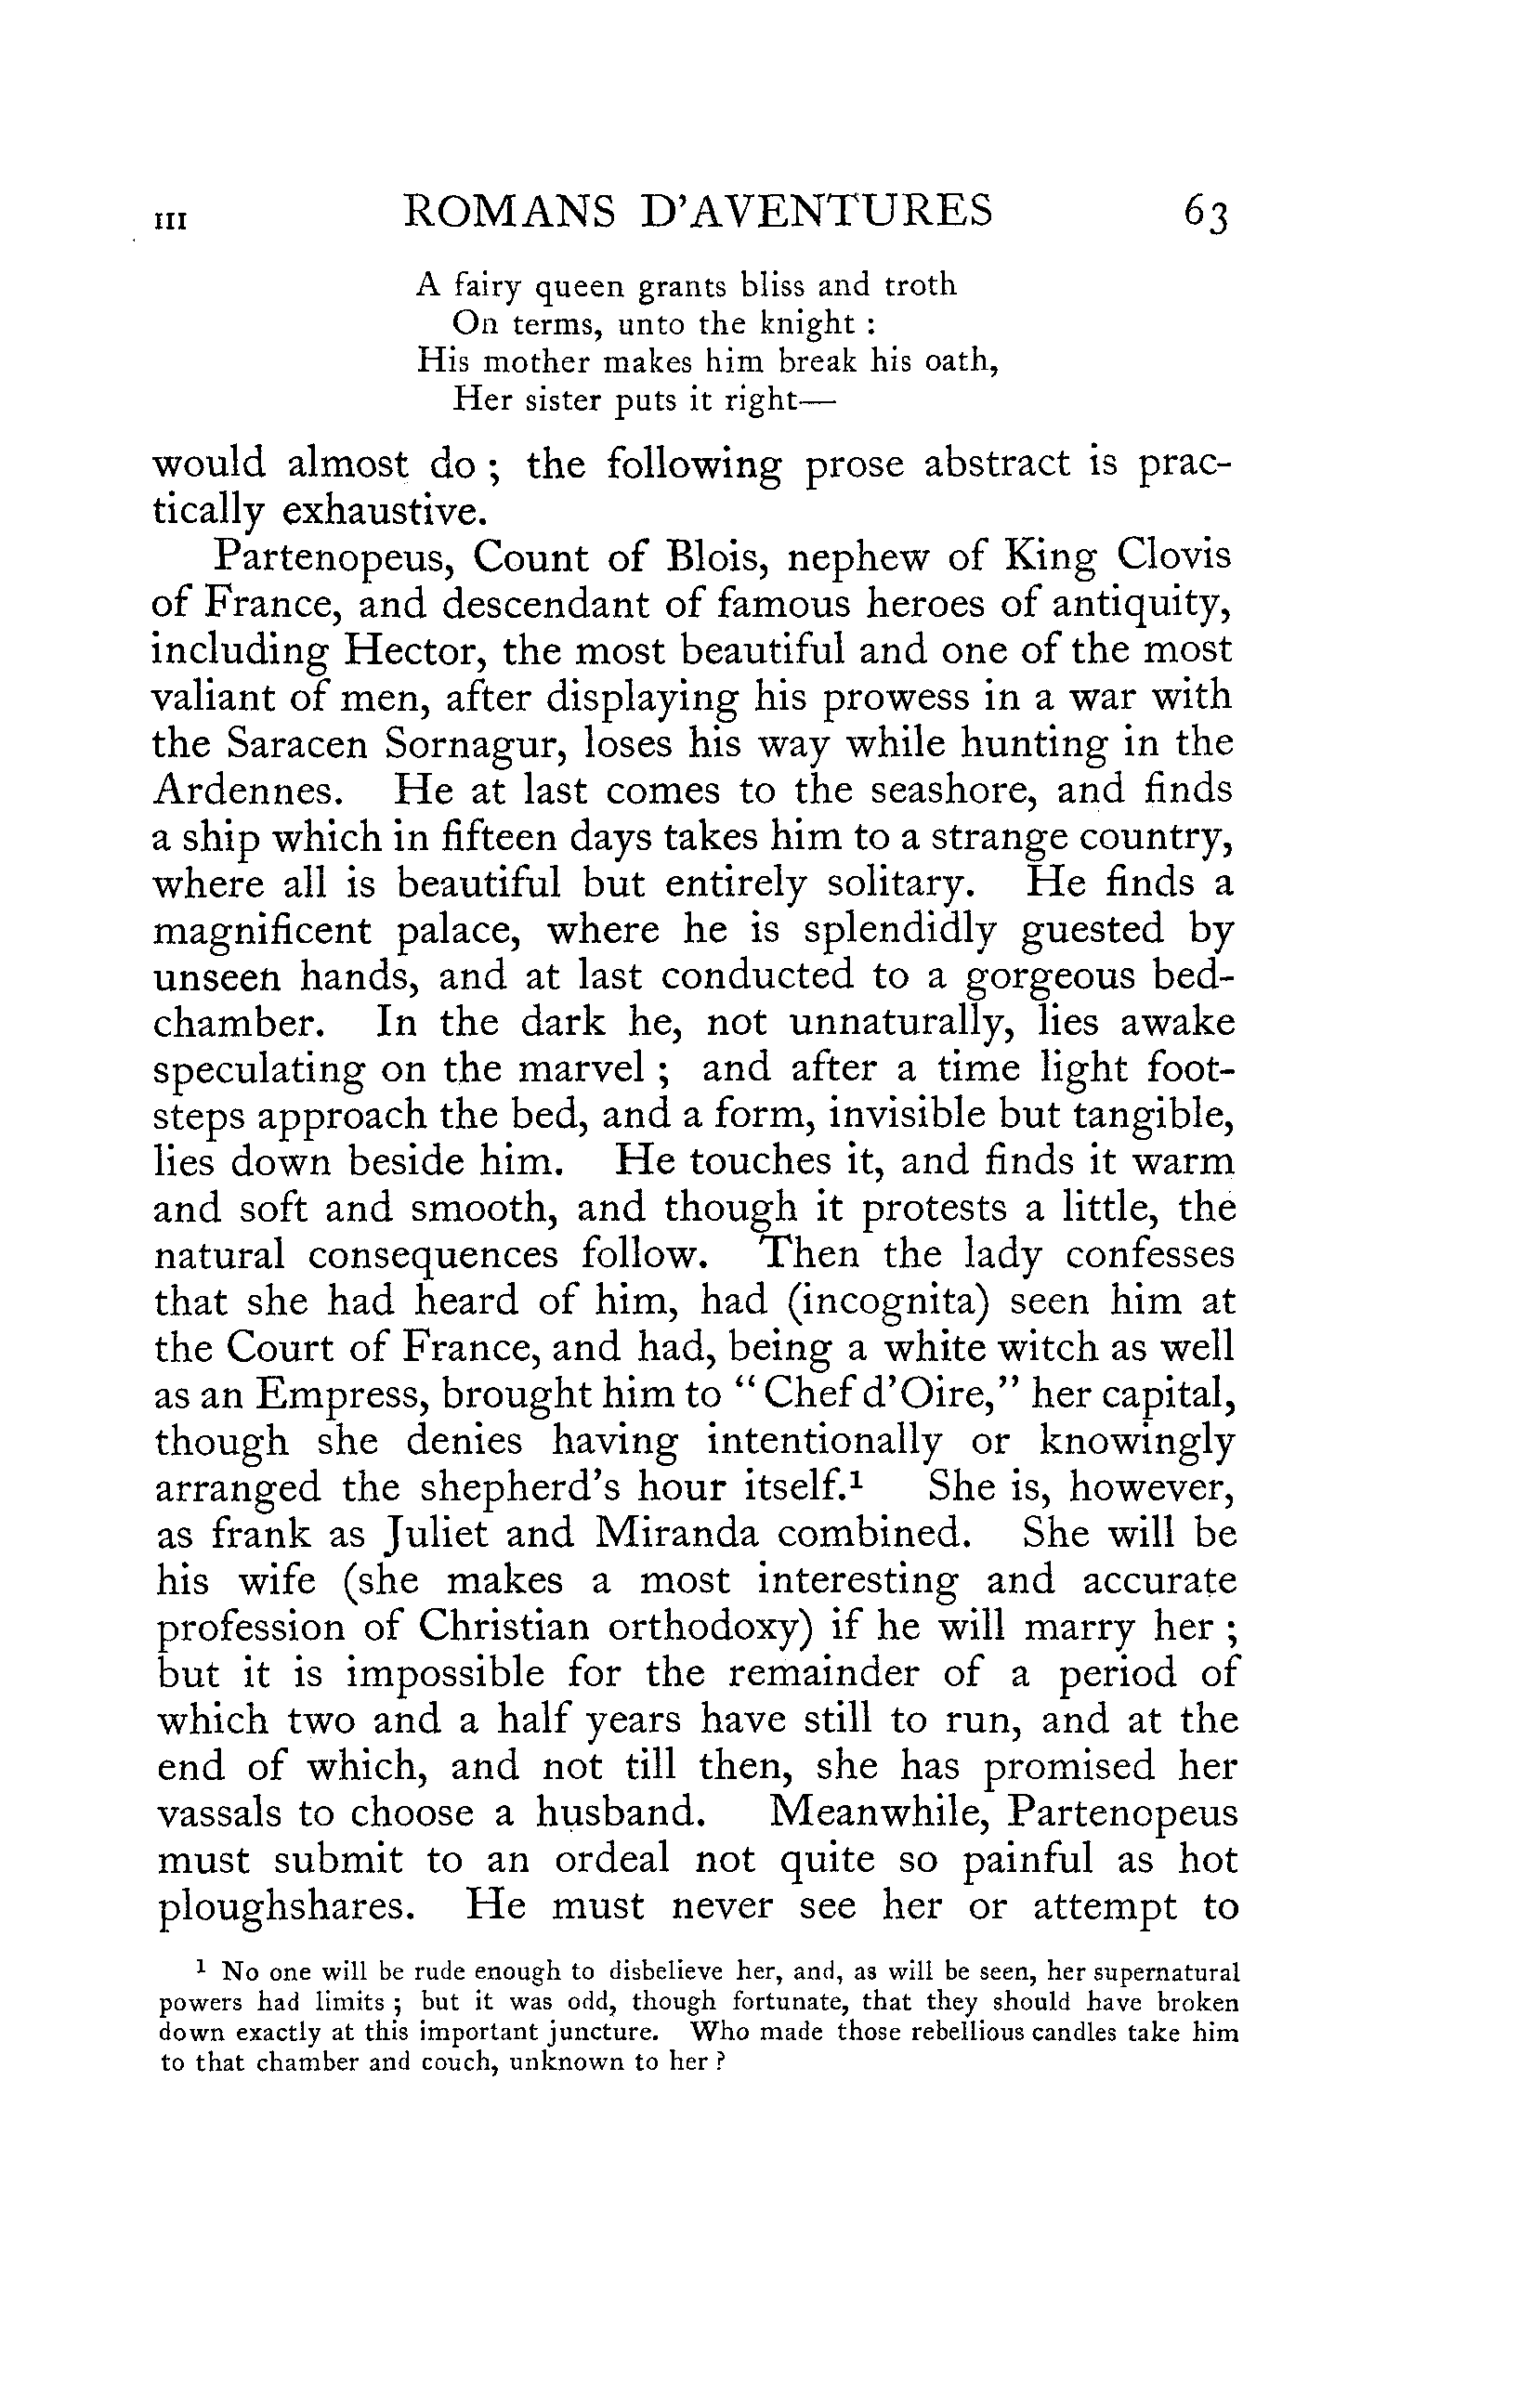 III ROMANS D'AVENTURES 63
A fairy queen grants bliss and troth
On terms, unto the knight :
His mother makes him break his oath,
Her sister puts it right—
would almost do ; the following prose abstract is prac-
tically exhaustive.
Partenopeus, Count of Blois, nephew of King Clovis
of France, and descendant of famous heroes of antiquity,
including Hector, the most beautiful and one of the most
valiant of men, after displaying his prowess in a war with
the Saracen Sornagur, loses his way while hunting in the
Ardennes. He at last comes to the seashore, and finds
a ship which in fifteen days takes him to a strange country,
where all is beautiful but entirely solitary. He finds a
magnificent palace, where he is splendidly guested by
unseen hands, and at last conducted to a gorgeous bed-
chamber. In the dark he, not unnaturally, lies awake
speculating on the marvel ; and after a time light foot-
steps approach the bed, and a form, invisible but tangible,
lies down beside him. He touches it, and finds it warm
and soft and smooth, and though it protests a little, the
natural consequences follow. Then the lady confesses
that she had heard of him, had (incognita) seen him at
the Court of France, and had, being a white witch as well
as an Empress, brought him to "Chef d'Oire," her capital,
though she denies having intentionally or knowingly
arranged the shepherd's hour itself.¹ She is, however,
as frank as Juliet and Miranda combined. She will be
his wife (she makes a most interesting and accurate
profession of Christian orthodoxy) if he will marry her ;
but it is impossible for the remainder of a period of
which two and a half years have still to run, and at the
end of which, and not till then, she has promised her
vassals to choose a husband. Meanwhile, Partenopeus
must submit to an ordeal not quite so painful as hot
ploughshares. He must never see her or attempt to
¹ No one will be rude enough to disbelieve her, and, as will be seen, her supernatural
powers had limits ; but it was odd, though fortunate, that they should have broken
down exactly at this important juncture. Who made those rebellious candles take him
to that chamber and couch, unknown to her ?